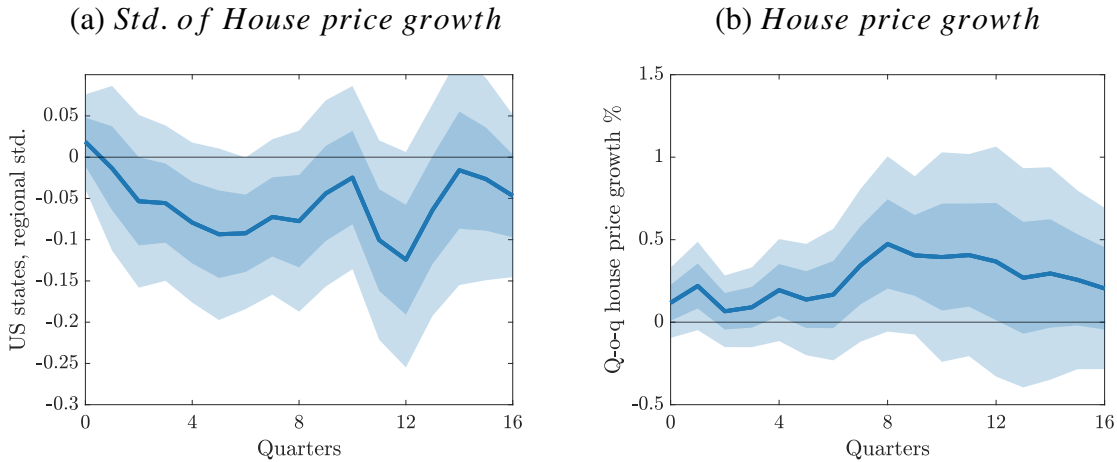 (a) Std. of House price growth
US states, regional std.
0.05
0
-0.05
-0.1
-0.15
-0.2
-0.25
-0.3
0 4 8 12 16
Quarters
(b) House price growth
Q-o-q house price growth %
1.5
1
0.5
0
-0.5
0 4 8 12 16
Quarters